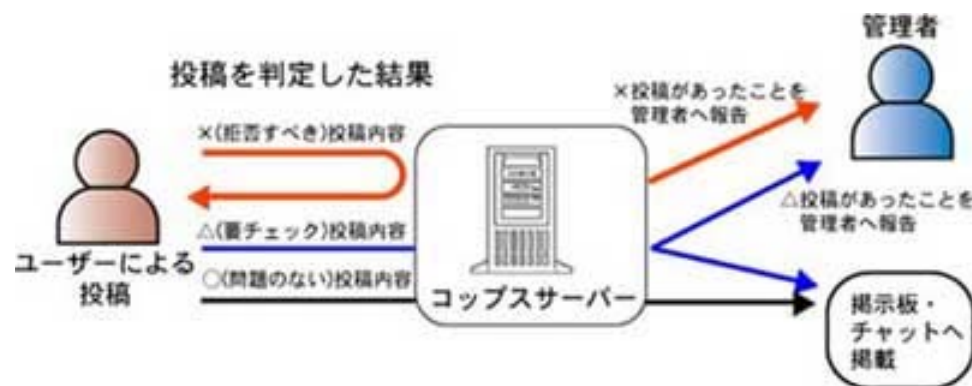 管理者
投稿を判定した結果
×投稿があったことを
管理者へ報告
×(拒否すべき)投稿内容
△投稿があったことを
管理者へ報告
△(要チェック)投稿内容
ユーザーによる
投稿
○(問題のない)投稿内容
コップスサーバー
掲示板・
チャットへ
掲載